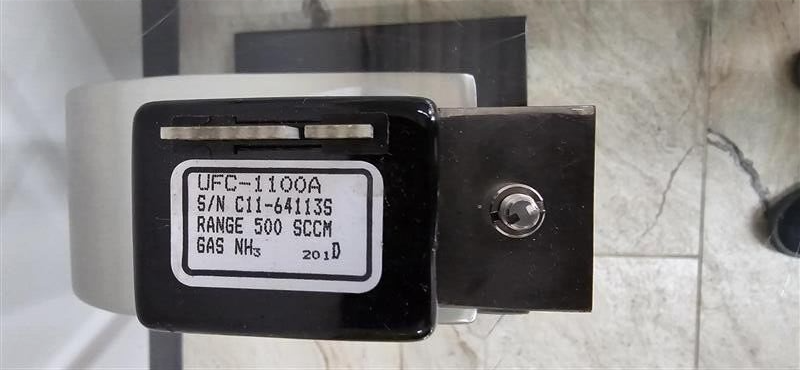 UFC-1100A
S/N C11-64113S
RANGE 500 SCCM
GAS NH₃ 201D